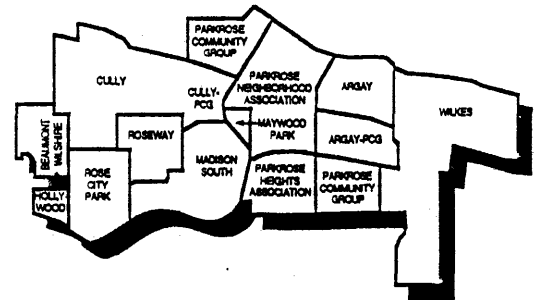 PARKROSE
COMMUNITY
GROUP
CULLY
CULLY-
PCG
PARKROSE
NEIGHBORHOOD
ASSOCIATION
ARGAY
WILKES
BEAUMONT
WILSHIRE
ROSEWAY
MAYWOOD
PARK
ARGAY-PCG
ROSE
CITY
PARK
MADISON
SOUTH
PARKROSE
HEIGHTS
ASSOCIATION
PARKROSE
COMMUNITY
GROUP
HOLLY-
WOOD